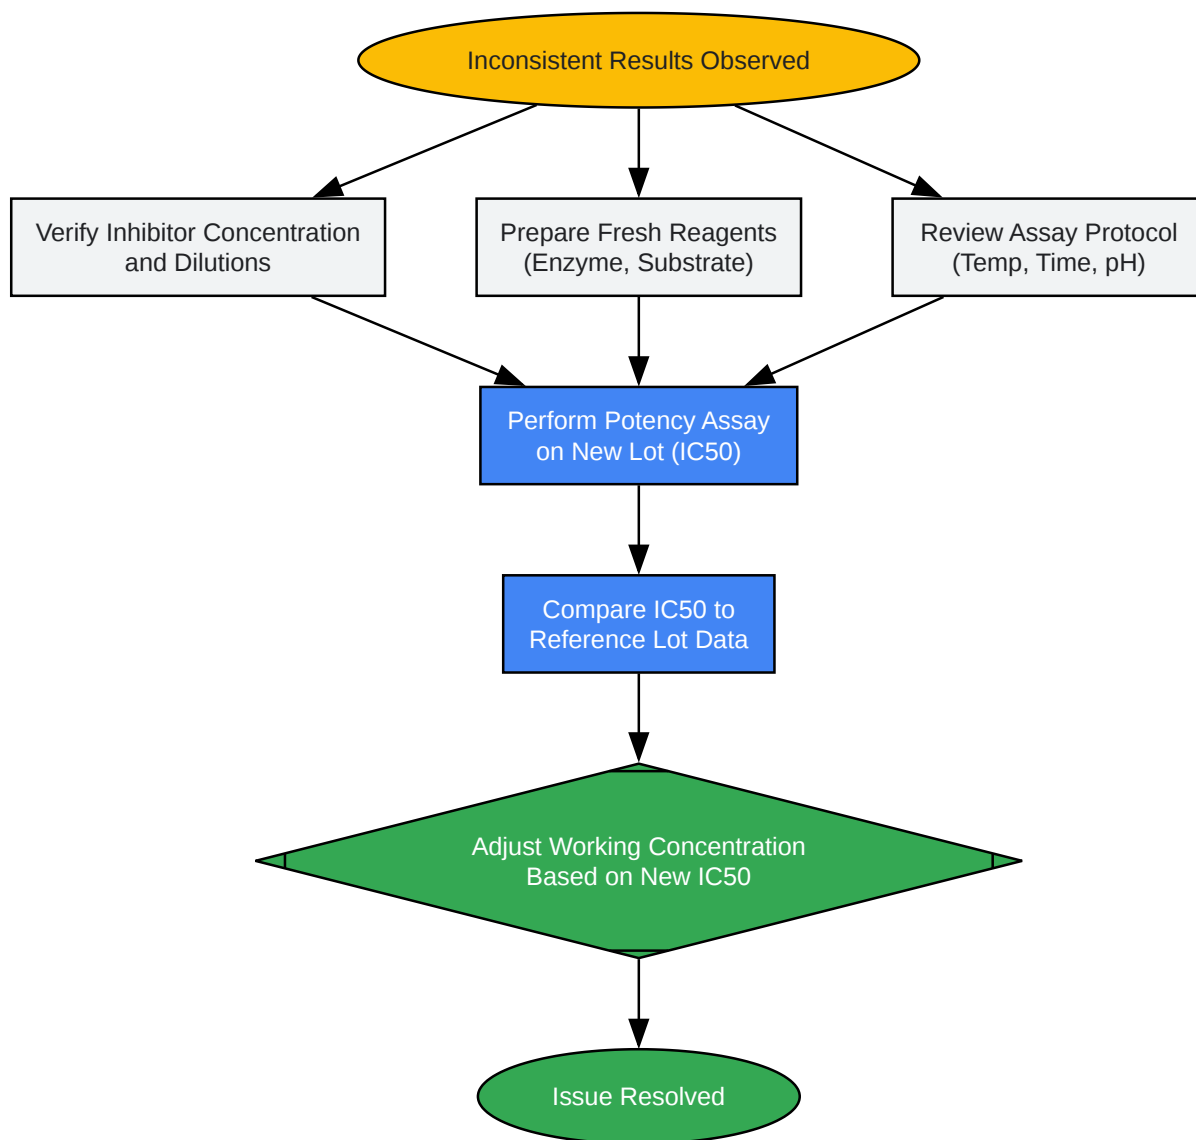 Inconsistent Results Observed
Verify Inhibitor Concentration
and Dilutions
Prepare Fresh Reagents
(Enzyme, Substrate)
Review Assay Protocol
(Temp, Time, pH)
Perform Potency Assay
on New Lot (IC50)
Compare IC50 to
Reference Lot Data
Adjust Working Concentration
Based on New IC50
Issue Resolved